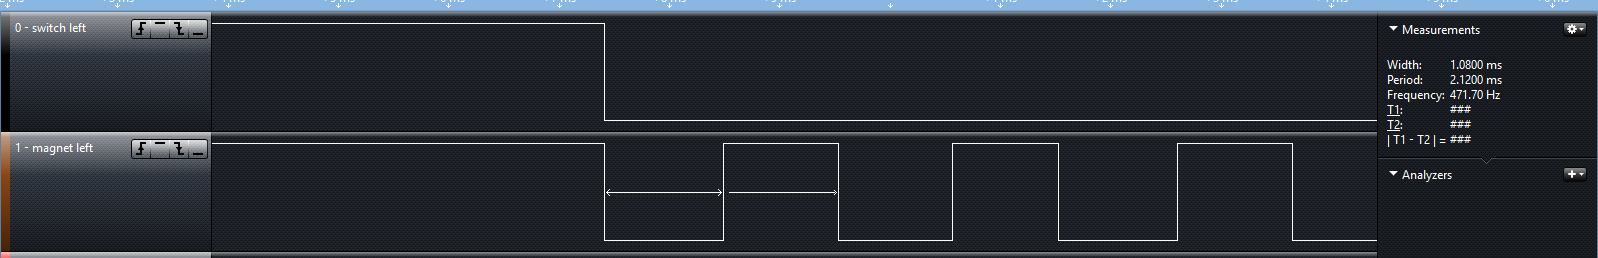 0 - switch left
Measurements
Width: 1.0800 ms
Period: 2.1200 ms
Frequency: 471.70 Hz
T1: ###
T2: ###
| T1 - T2 | = ###
1 - magnet left
Analyzers